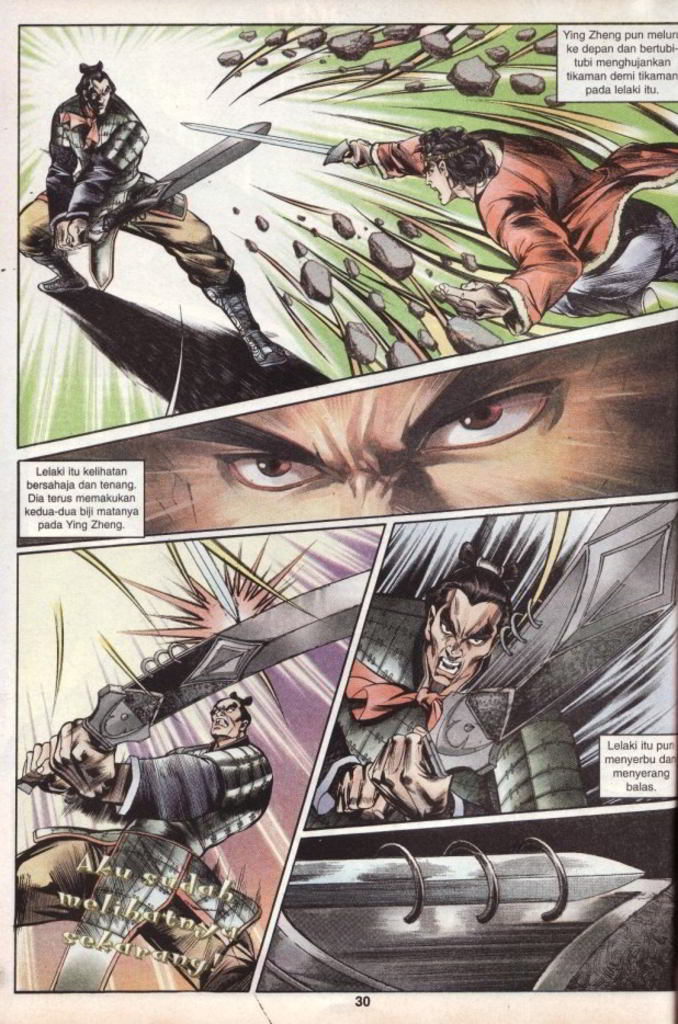 Ying Zheng pun meluru
ke depan dan bertubi-
tubi menghujankan
tikaman demi tikaman
pada lelaki itu.
Lelaki itu kelihatan
bersahaja dan tenang.
Dia terus memakukan
kedua-dua biji matanya
pada Ying Zheng.
Aku sudah
melihatnya
sekarang!
Lelaki itu pun
menyerbu dan
menyerang
balas.
30